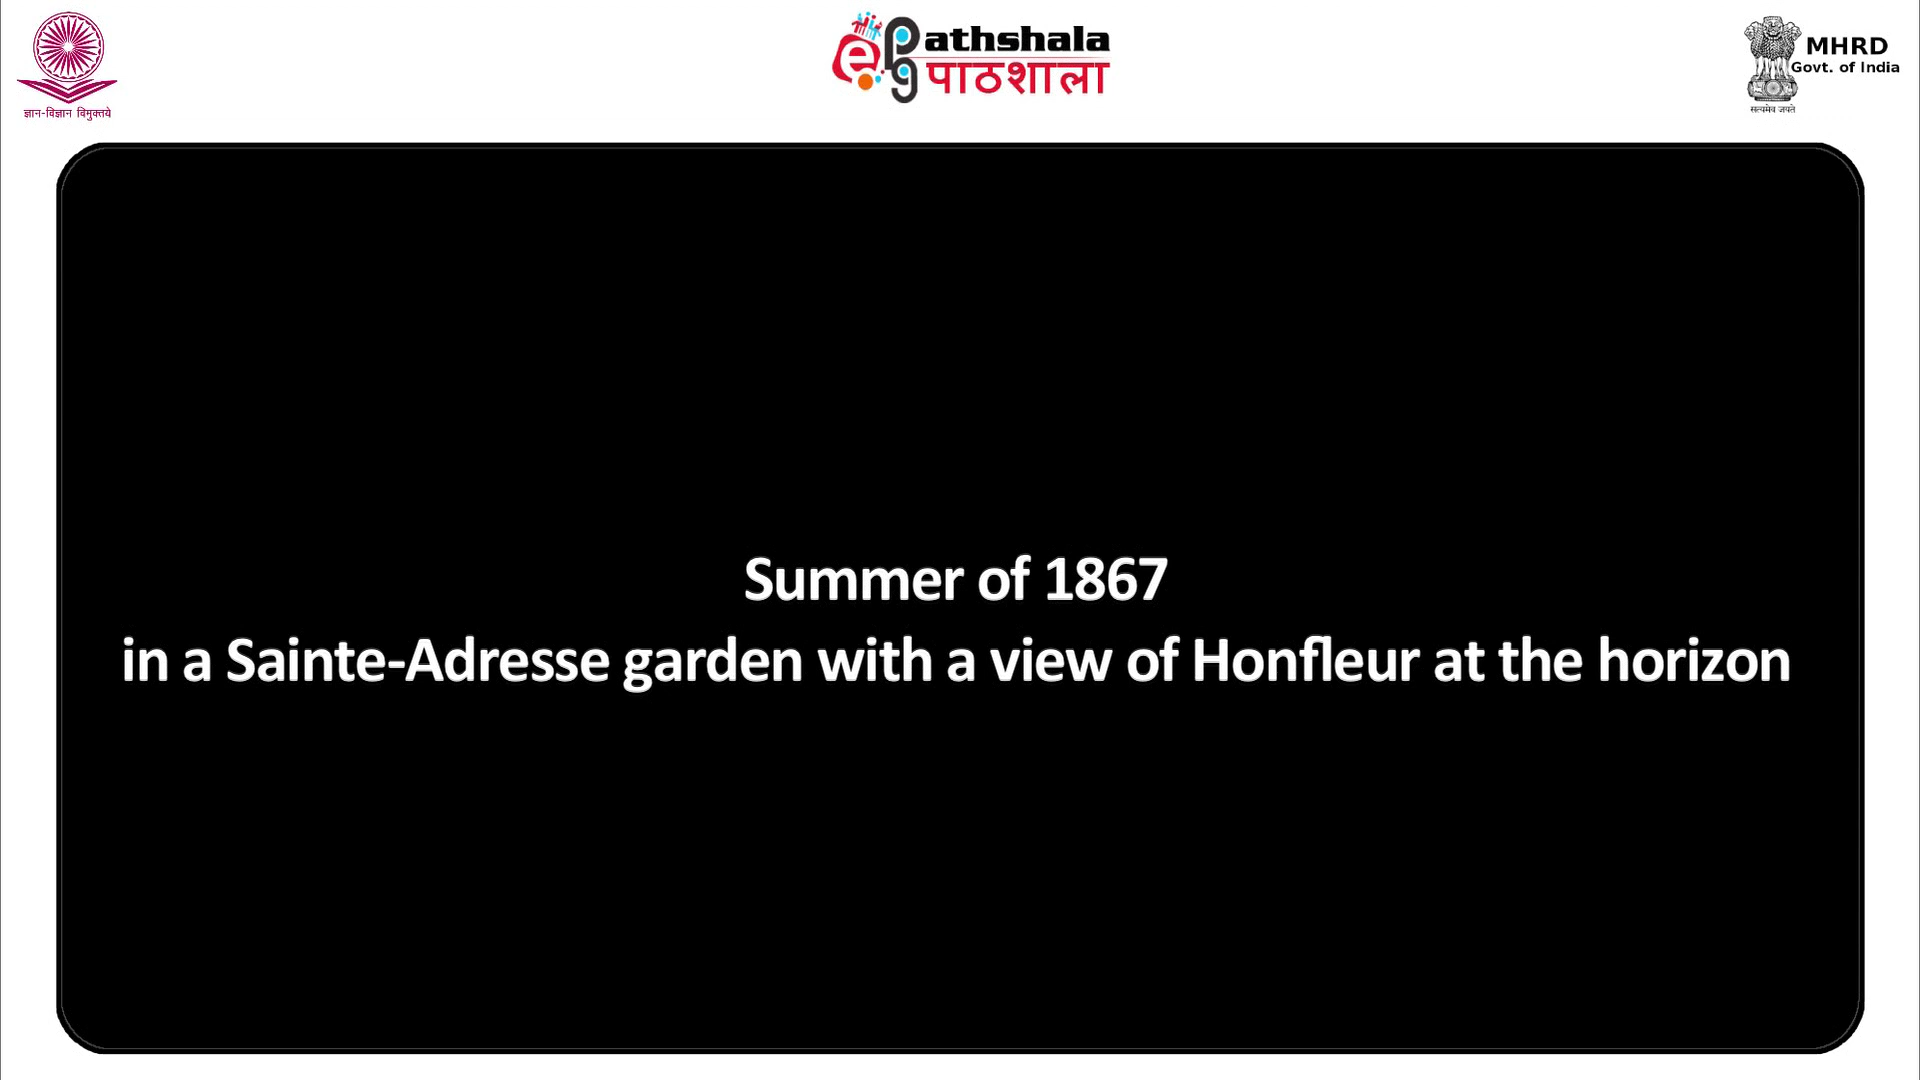 ज्ञान-विज्ञान विमुक्तये
e
pg
athshala
पाठशाला
MHRD
Govt. of India
सत्यमेव जयते
Summer of 1867
in a Sainte-Adresse garden with a view of Honfleur at the horizon